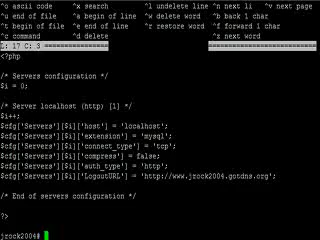 ^o ascii code ^x search ^l undelete line ^n next li ^v next page
^u end of file ^a begin of line ^w delete word ^b back 1 char
^t begin of file ^e end of line ^r restore word ^f forward 1 char
^c command ^d delete ^z next word
L: 17 C: 3 ===================== =====================
<?php
/* Servers configuration */
$i = 0;
/* Server localhost (http) [1] */
$i++;
$cfg['Servers'][$i]['host'] = 'localhost';
$cfg['Servers'][$i]['extension'] = 'mysql';
$cfg['Servers'][$i]['connect_type'] = 'tcp';
$cfg['Servers'][$i]['compress'] = false;
$cfg['Servers'][$i]['auth_type'] = 'http';
$cfg['Servers'][$i]['LogoutURL'] = 'http://www.jrock2004.gotdns.org';
/* End of servers configuration */
?>
jrock2004#